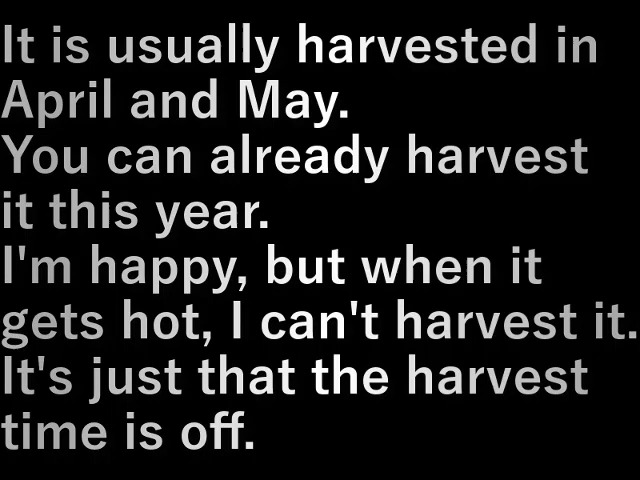 It is usually harvested in
April and May.
You can already harvest
it this year.
I'm happy, but when it
gets hot, I can't harvest it.
It's just that the harvest
time is off.